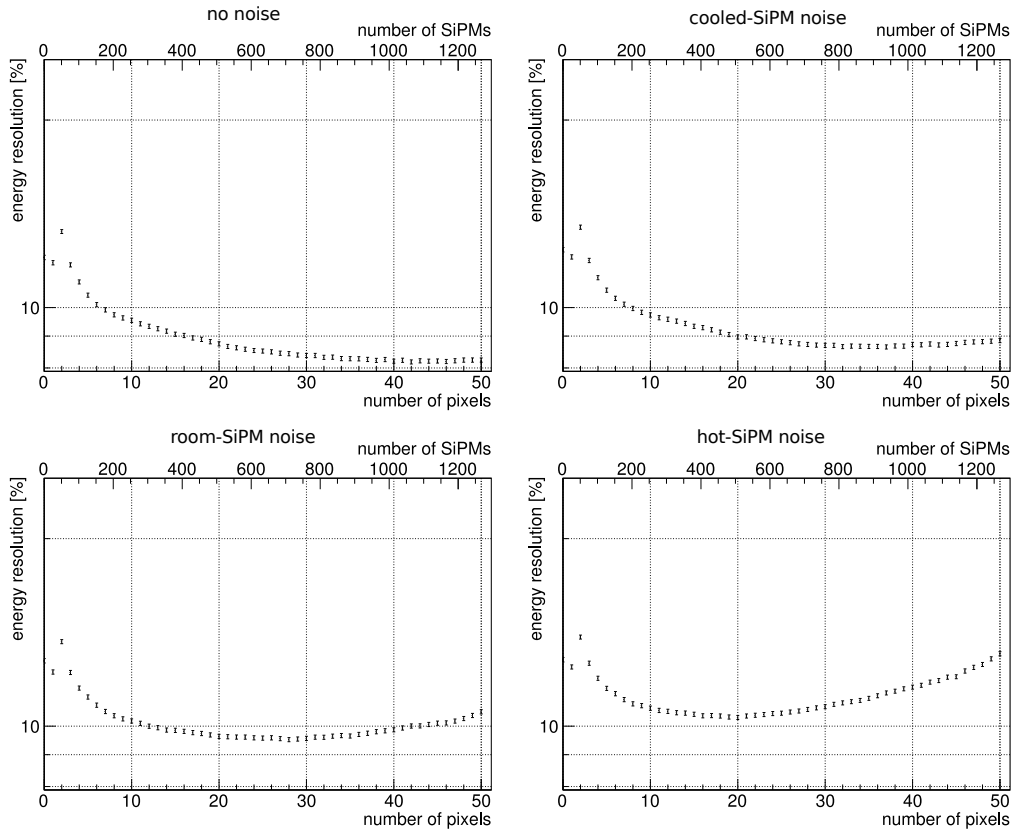 no noise
number of SiPMs
0 200 400 600 800 1000 1200
energy resolution [%]
10
0 10 20 30 40 50
number of pixels
cooled-SiPM noise
number of SiPMs
0 200 400 600 800 1000 1200
energy resolution [%]
10
0 10 20 30 40 50
number of pixels
room-SiPM noise
number of SiPMs
0 200 400 600 800 1000 1200
energy resolution [%]
10
0 10 20 30 40 50
number of pixels
hot-SiPM noise
number of SiPMs
0 200 400 600 800 1000 1200
energy resolution [%]
10
0 10 20 30 40 50
number of pixels